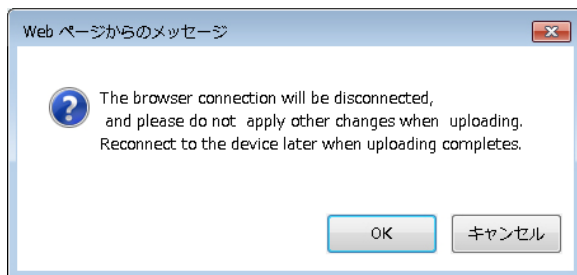 Web ページからのメッセージ
The browser connection will be disconnected,
and please do not apply other changes when uploading.
Reconnect to the device later when uploading completes.
OK
キャンセル